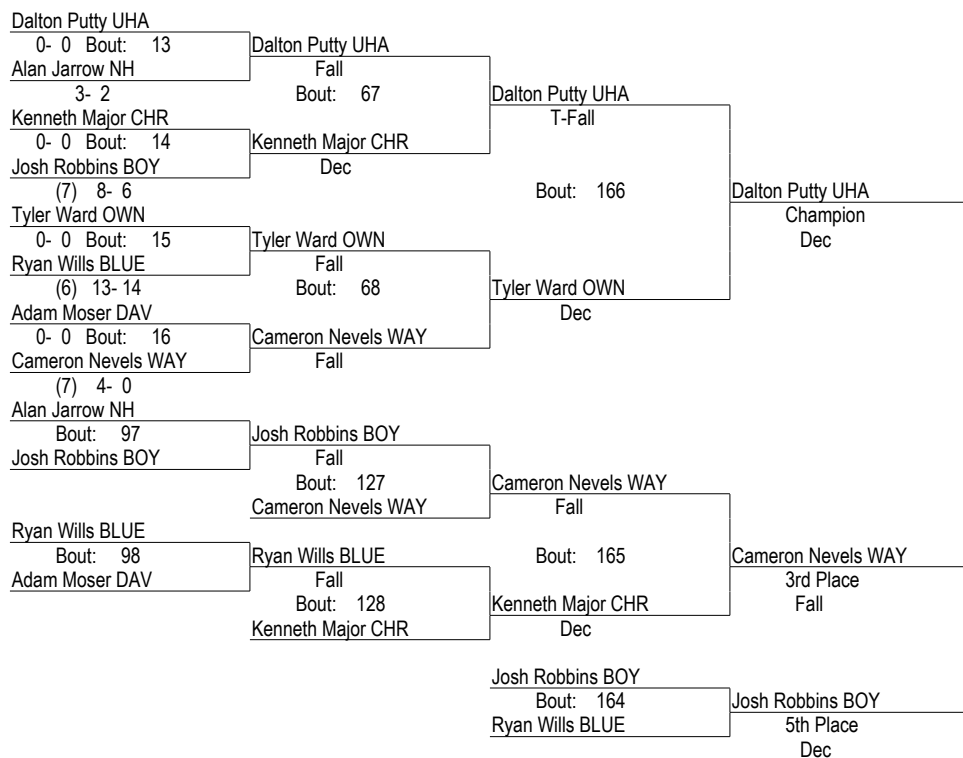 Dalton Putty UHA
0- 0 Bout: 13
Dalton Putty UHA
Alan Jarrow NH
Fall
3- 2
Bout: 67
Dalton Putty UHA
Kenneth Major CHR
T-Fall
0- 0 Bout: 14
Kenneth Major CHR
Josh Robbins BOY
Dec
(7) 8- 6
Bout: 166
Dalton Putty UHA
Tyler Ward OWN
Champion
0- 0 Bout: 15
Tyler Ward OWN
Dec
Ryan Wills BLUE
Fall
(6) 13- 14
Bout: 68
Tyler Ward OWN
Adam Moser DAV
Dec
0- 0 Bout: 16
Cameron Nevels WAY
Cameron Nevels WAY
Fall
(7) 4- 0
Alan Jarrow NH
Bout: 97
Josh Robbins BOY
Josh Robbins BOY
Fall
Bout: 127
Cameron Nevels WAY
Cameron Nevels WAY
Fall
Ryan Wills BLUE
Bout: 98
Ryan Wills BLUE
Bout: 165
Cameron Nevels WAY
Adam Moser DAV
Fall
3rd Place
Bout: 128
Kenneth Major CHR
Fall
Kenneth Major CHR
Dec
Josh Robbins BOY
Bout: 164
Josh Robbins BOY
Ryan Wills BLUE
5th Place
Dec